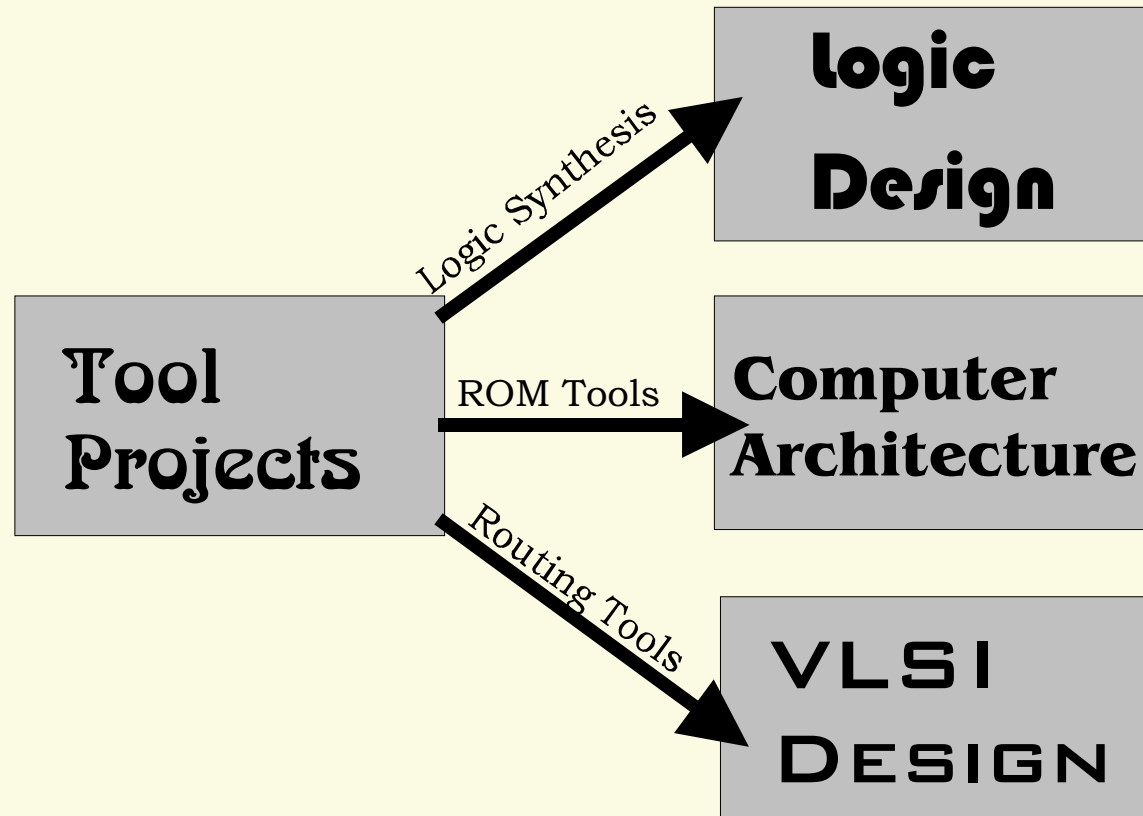 Logic
Design
Logic Synthesis
Tool
Projects
ROM Tools
Computer
Architecture
Routing Tools
VLSI
DESIGN